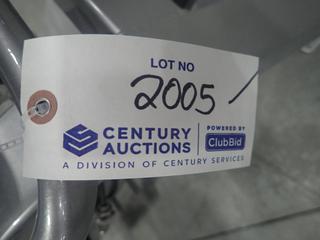 LOT NO
2005
CENTURY AUCTIONS
POWERED BY
ClubBid
A DIVISION OF CENTURY SERVICES